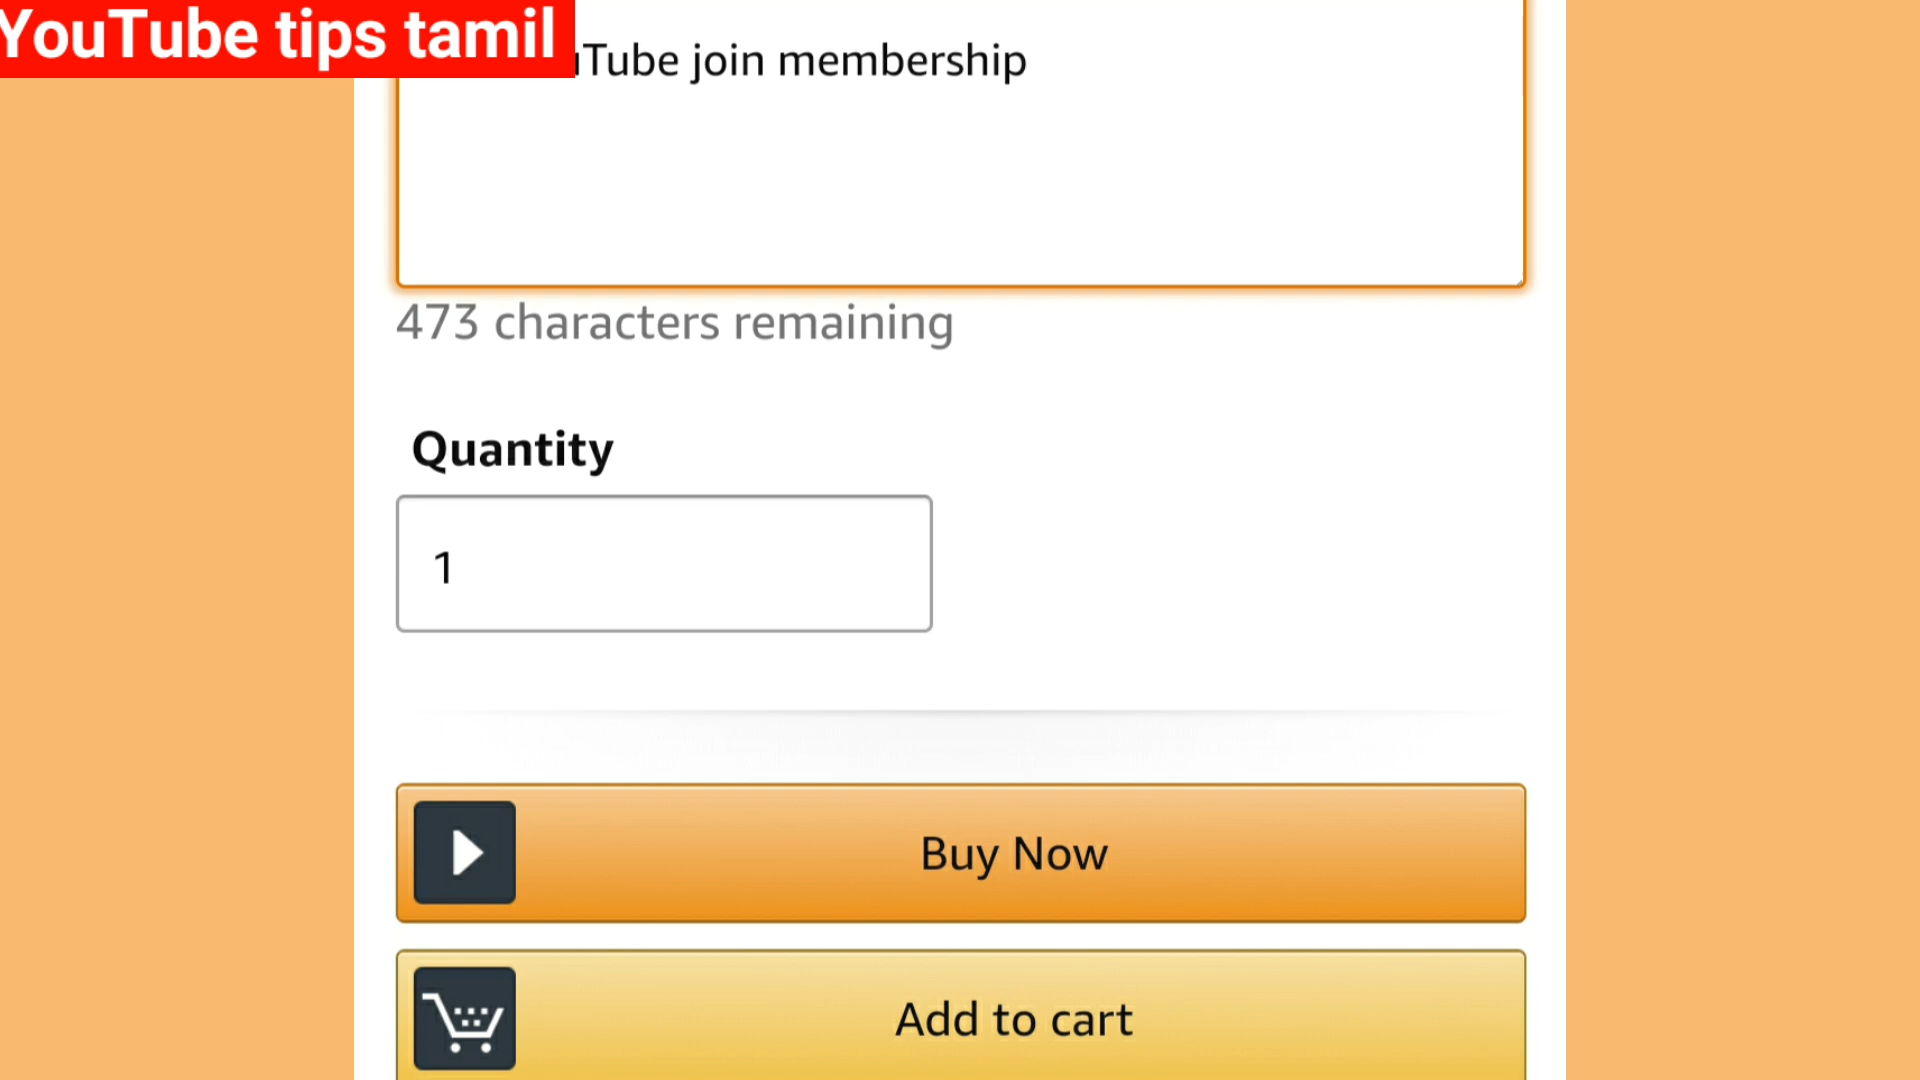 YouTube tips tamil
Tube join membership
473 characters remaining
Quantity
1
Buy Now
Add to cart